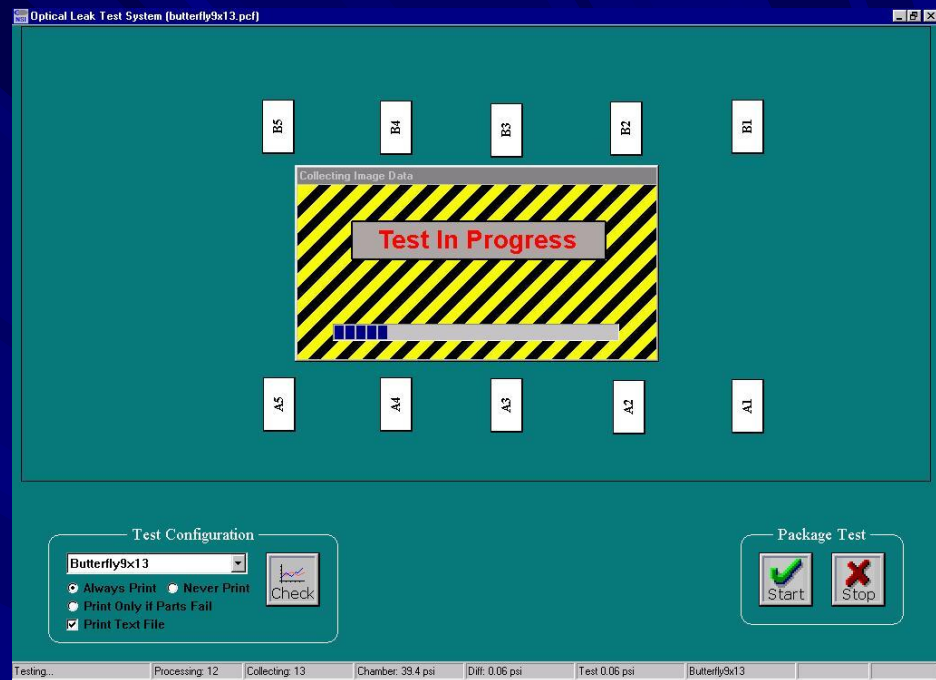 NSI Optical Leak Test System (butterfly9x13.pcf)
B5 B4 B3 B2 B1
Collecting Image Data
Test In Progress
A5 A4 A3 A2 A1
Test Configuration
Butterfly9x13
Always Print Never Print
Print Only if Parts Fail
Print Text File
Check
Package Test
Start Stop
Testing... Processing: 12 Collecting: 13 Chamber: 39.4 psi Diff: 0.06 psi Test 0.06 psi Butterfly9x13